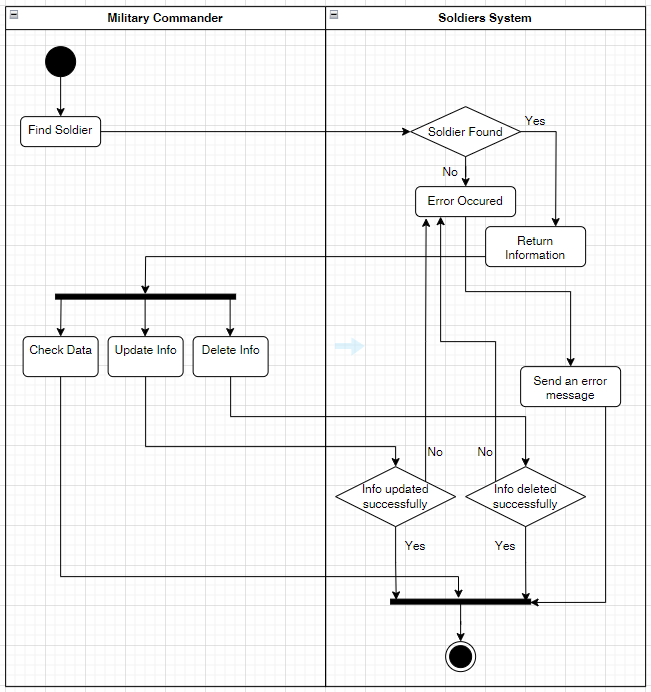 Military Commander
Soldiers System
Find Soldier
Soldier Found
Yes
No
Error Occured
Return
Information
Check Data
Update Info
Delete Info
Send an error
message
No
No
Info updated
successfully
Info deleted
successfully
Yes
Yes